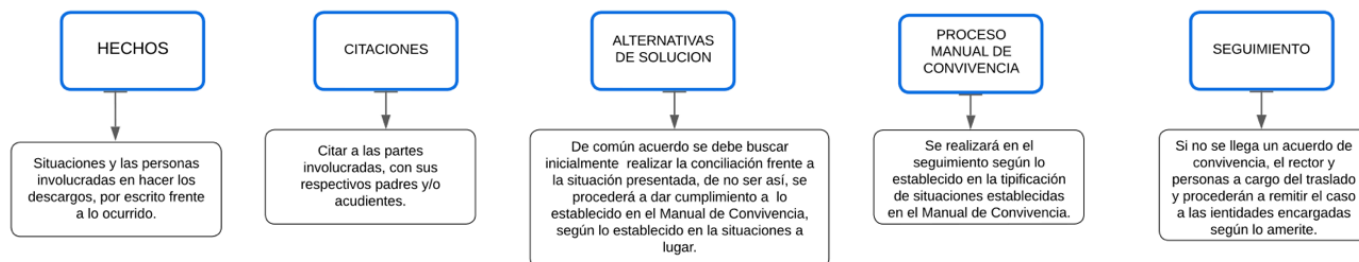 HECHOS
Situaciones y las personas
involucradas en hacer los
descargos, por escrito frente
a lo ocurrido.
CITACIONES
Citar a las partes
involucradas, con sus
respectivos padres y/o
acudientes.
ALTERNATIVAS
DE SOLUCION
De común acuerdo se debe buscar
inicialmente realizar la conciliación frente a
la situación presentada, de no ser así, se
procederá a dar cumplimiento a lo
establecido en el Manual de Convivencia,
según lo establecido en la situaciones a
lugar.
PROCESO
MANUAL DE
CONVIVENCIA
Se realizará en el
seguimiento según lo
establecido en la tipificación
de situaciones establecidas
en el Manual de Convivencia.
SEGUIMIENTO
Si no se llega un acuerdo de
convivencia, el rector y
personas a cargo del traslado
y procederán a remitir el caso
a las ientidades encargadas
según lo amerite.